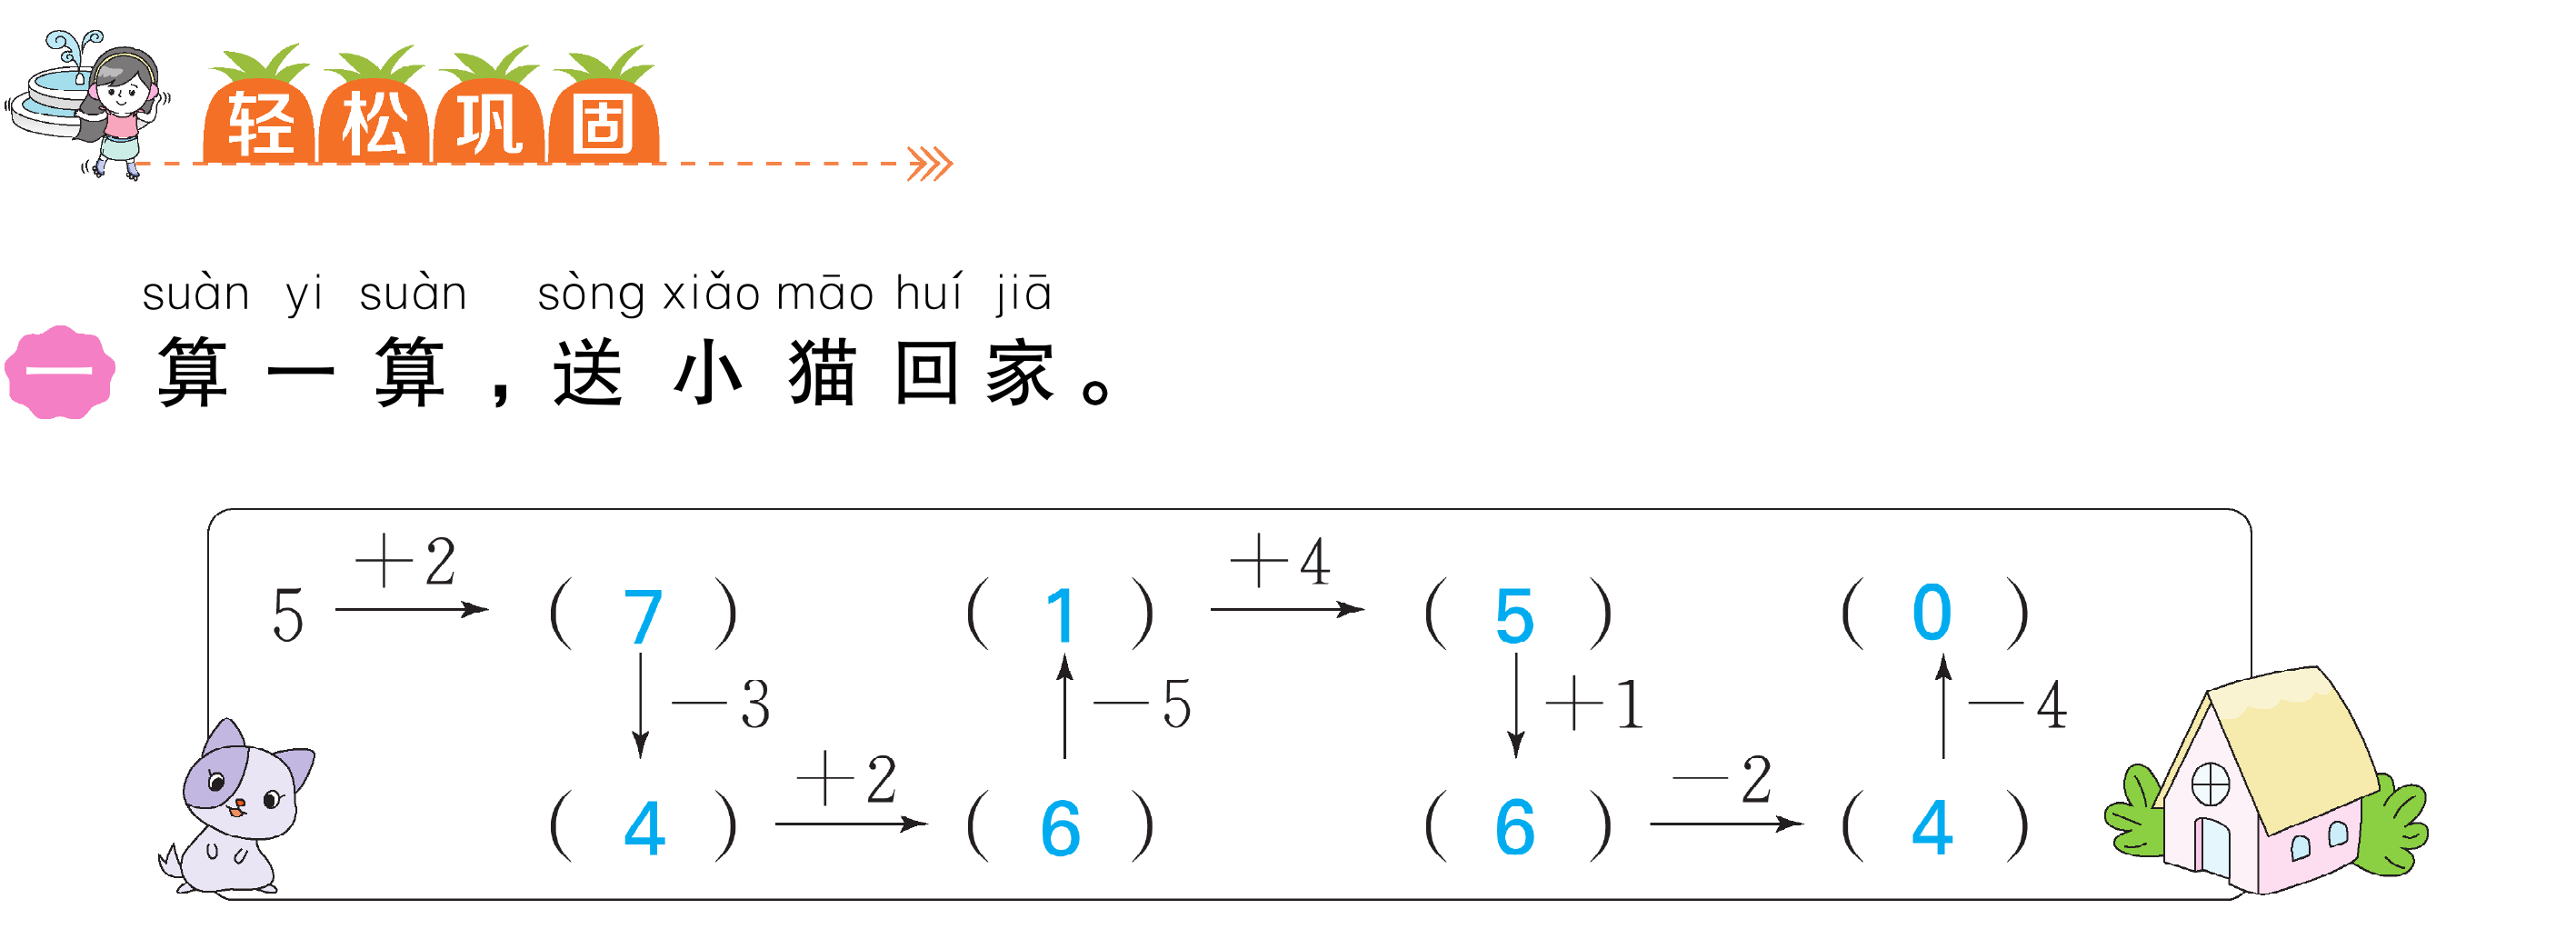 轻松巩固
suàn yi suàn sòng xiǎo māo huí jiā
一 算一算,送小猫回家。
+2 +4
5 ( 7 ) ( 1 ) ( 5 ) ( 0 )
-3 -5 +1 -4
+2 -2
( 4 ) ( 6 ) ( 6 ) ( 4 )